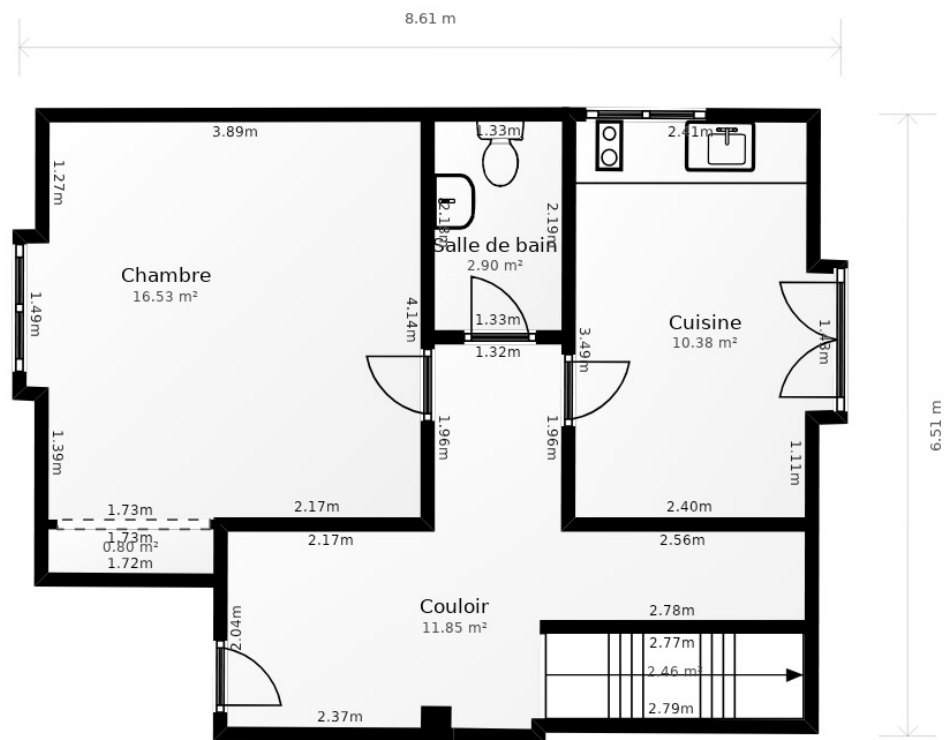 8.61 m
3.89m
1.33m
2.41m
1.27m
2.18m
2.19m
Salle de bain
2.90 m²
Chambre
16.53 m²
1.49m
4.14m
1.33m
1.32m
3.49m
Cuisine
10.38 m²
1.48m
6.51 m
1.39m
1.96m
1.96m
1.11m
1.73m
2.17m
2.40m
1.73m
0.80 m²
1.72m
2.17m
2.56m
Couloir
11.85 m²
2.78m
2.04m
2.77m
2.46 m²
2.79m
2.37m